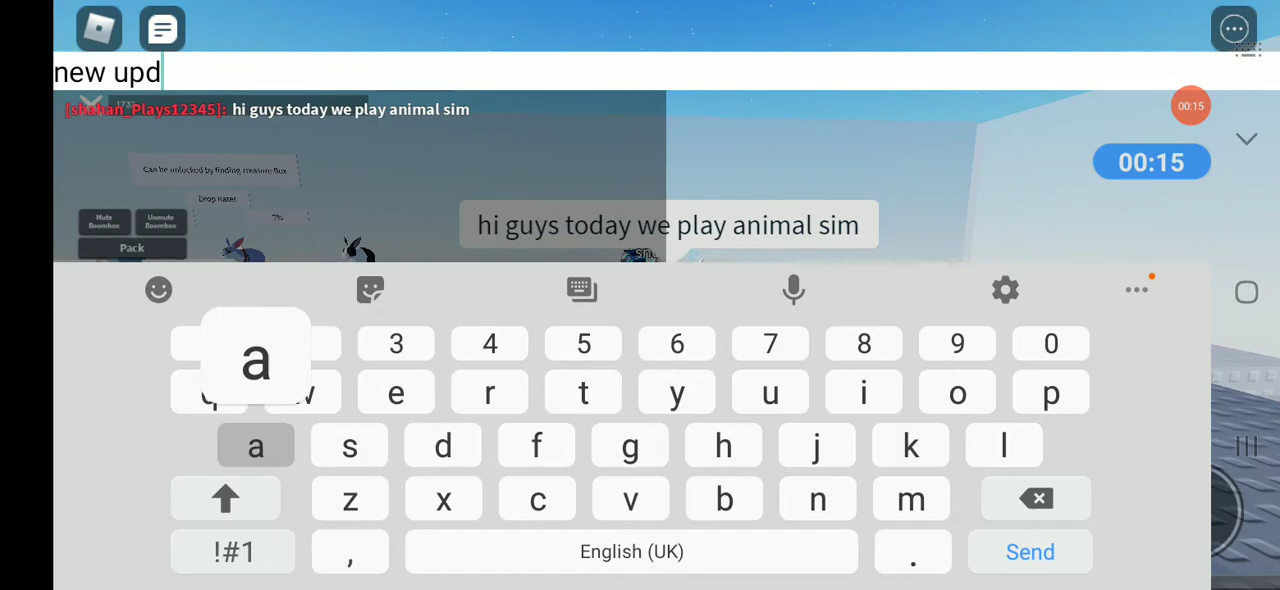 new upd
[shahan_Plays12345]: hi guys today we play animal sim
00:15
00:15
Can be unlocked by finding treasure Box
Drop Rates
7%
Mute Boombox
Unmute Boombox
Pack
hi guys today we play animal sim
a
3 4 5 6 7 8 9 0
e r t y u i o p
a s d f g h j k l
z x c v b n m
!#1 , English (UK) . Send